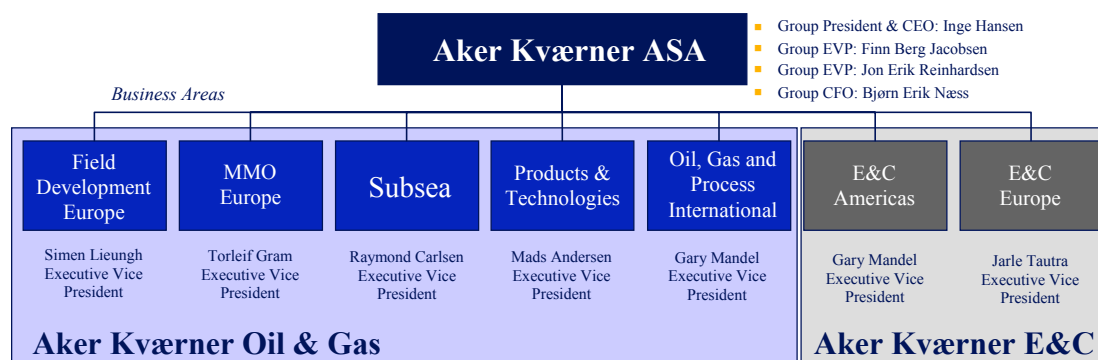 Aker Kværner ASA
Group President & CEO: Inge Hansen
Group EVP: Finn Berg Jacobsen
Group EVP: Jon Erik Reinhardsen
Group CFO: Bjørn Erik Næss
Business Areas
Field
Development
Europe
Simen Lieungh
Executive Vice
President
MMO
Europe
Torleif Gram
Executive Vice
President
Subsea
Raymond Carlsen
Executive Vice
President
Products &
Technologies
Mads Andersen
Executive Vice
President
Oil, Gas and
Process
International
Gary Mandel
Executive Vice
President
E&C
Americas
Gary Mandel
Executive Vice
President
E&C
Europe
Jarle Tautra
Executive Vice
President
Aker Kværner Oil & Gas
Aker Kværner E&C